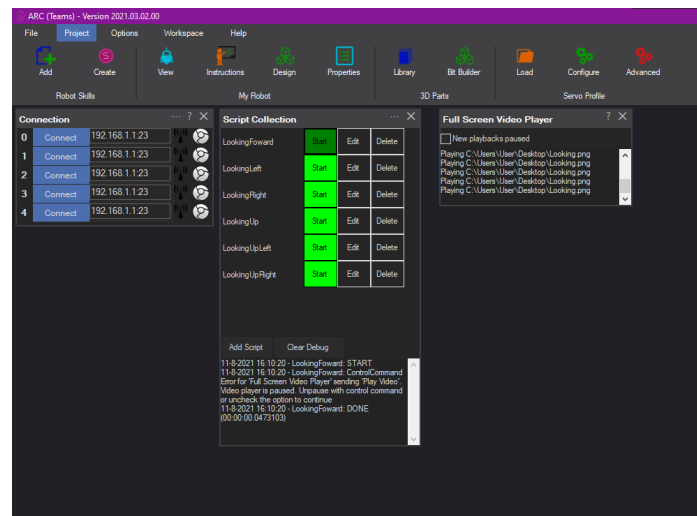 ARC (Teams) - Version 2021.03.02.00
File Project Options Workspace Help
Add Create View Instructions Design Properties Library Bit Builder Load Configure Advanced
Robot Skills My Robot 3D Parts Servo Profile
Connection ... ? X
0 Connect 192.168.1.1:23
1 Connect 192.168.1.1:23
2 Connect 192.168.1.1:23
3 Connect 192.168.1.1:23
4 Connect 192.168.1.1:23
Script Collection ... X
LookingFoward Start Edit Delete
LookingLeft Start Edit Delete
LookingRight Start Edit Delete
LookingUp Start Edit Delete
LookingUpLeft Start Edit Delete
LookingUpRight Start Edit Delete
Add Script Clear Debug
11-8-2021 16:10:20 - LookingFoward: START
11-8-2021 16:10:20 - LookingFoward: ControlCommand
Error for 'Full Screen Video Player' sending 'Play Video'.
Video player is paused. Unpause with control command
or uncheck the option to continue
11-8-2021 16:10:20 - LookingFoward: DONE
(00:00:00.0473103)
Full Screen Video Player ? X
New playbacks paused
Playing C:\Users\User\Desktop\Looking.png
Playing C:\Users\User\Desktop\Looking.png
Playing C:\Users\User\Desktop\Looking.png
Playing C:\Users\User\Desktop\Looking.png
Playing C:\Users\User\Desktop\Looking.png